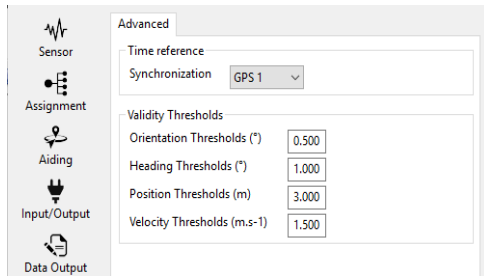 Sensor
Assignment
Aiding
Input/Output
Data Output
Advanced
Time reference
Synchronization GPS 1
Validity Thresholds
Orientation Thresholds (°) 0.500
Heading Thresholds (°) 1.000
Position Thresholds (m) 3.000
Velocity Thresholds (m.s-1) 1.500